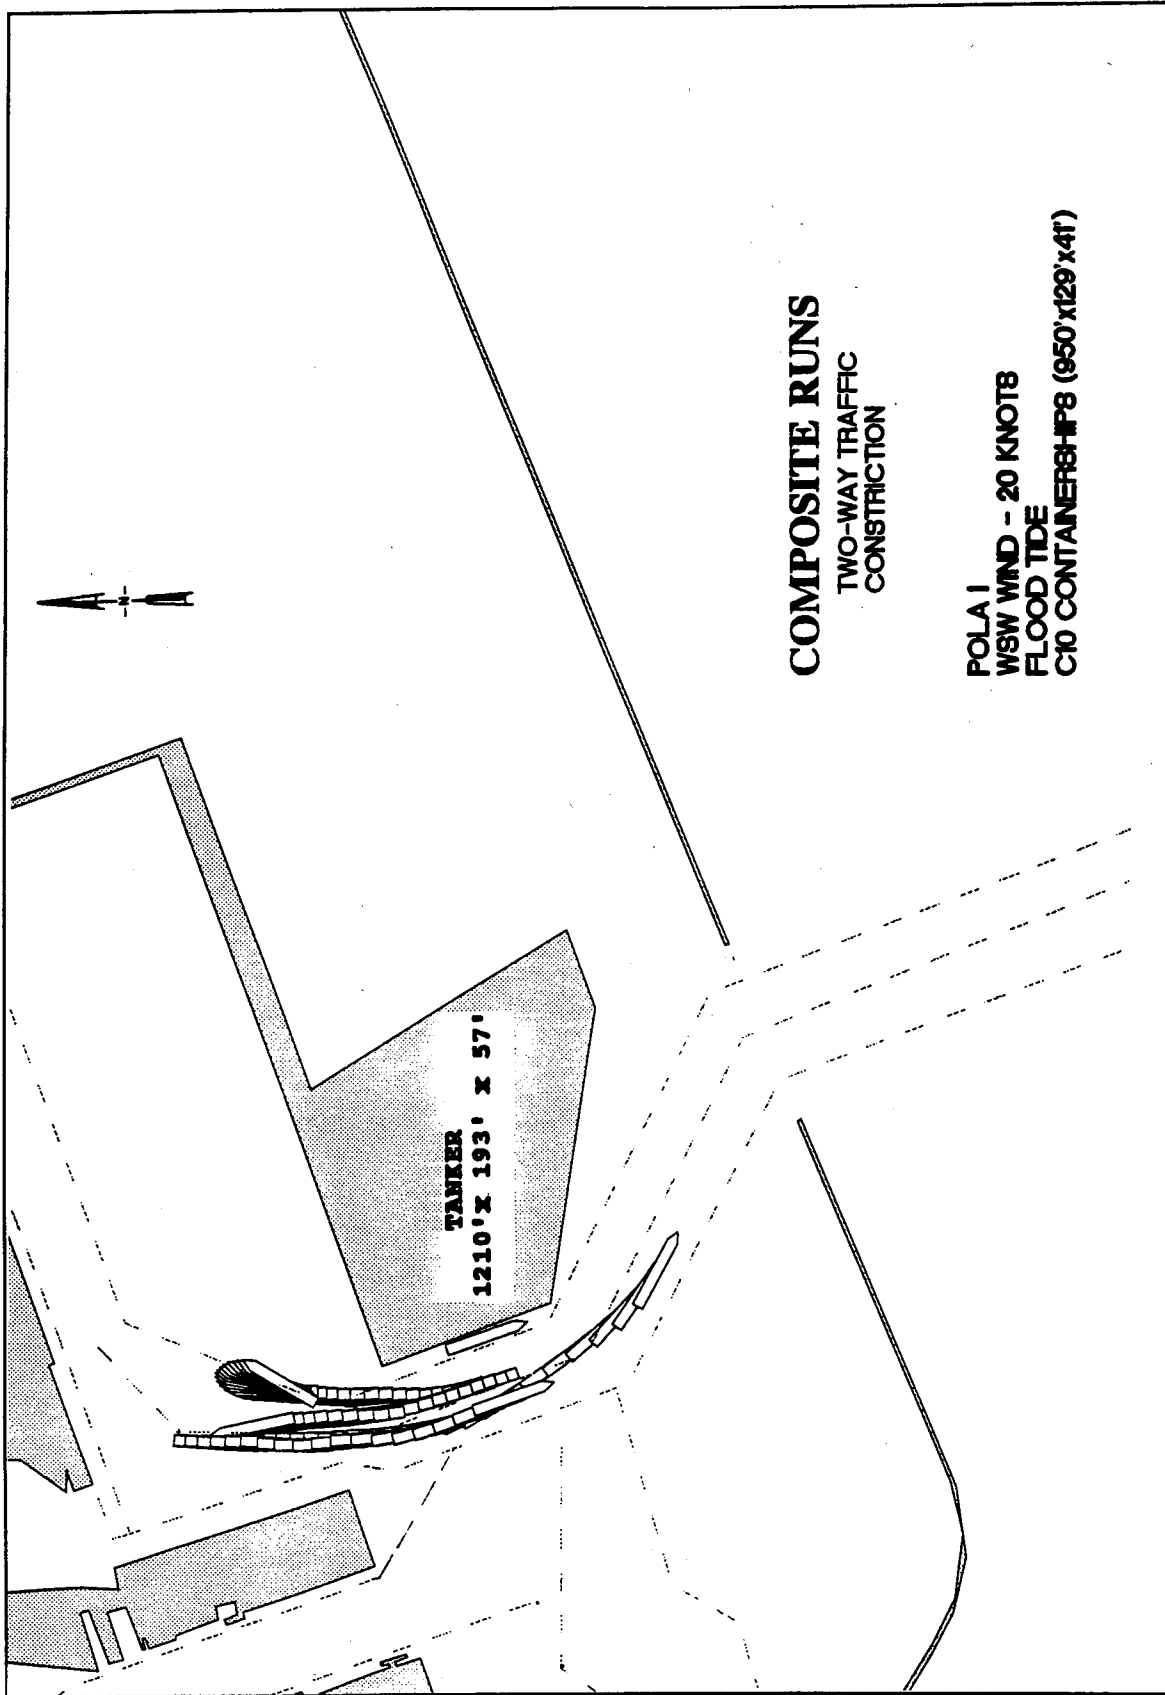 TANKER
1210'X 193' X 57'
COMPOSITE RUNS
TWO-WAY TRAFFIC
CONSTRICTION
POLA I
WSW WIND - 20 KNOTS
FLOOD TIDE
C10 CONTAINERSHIPS (950'x129'x41')
N